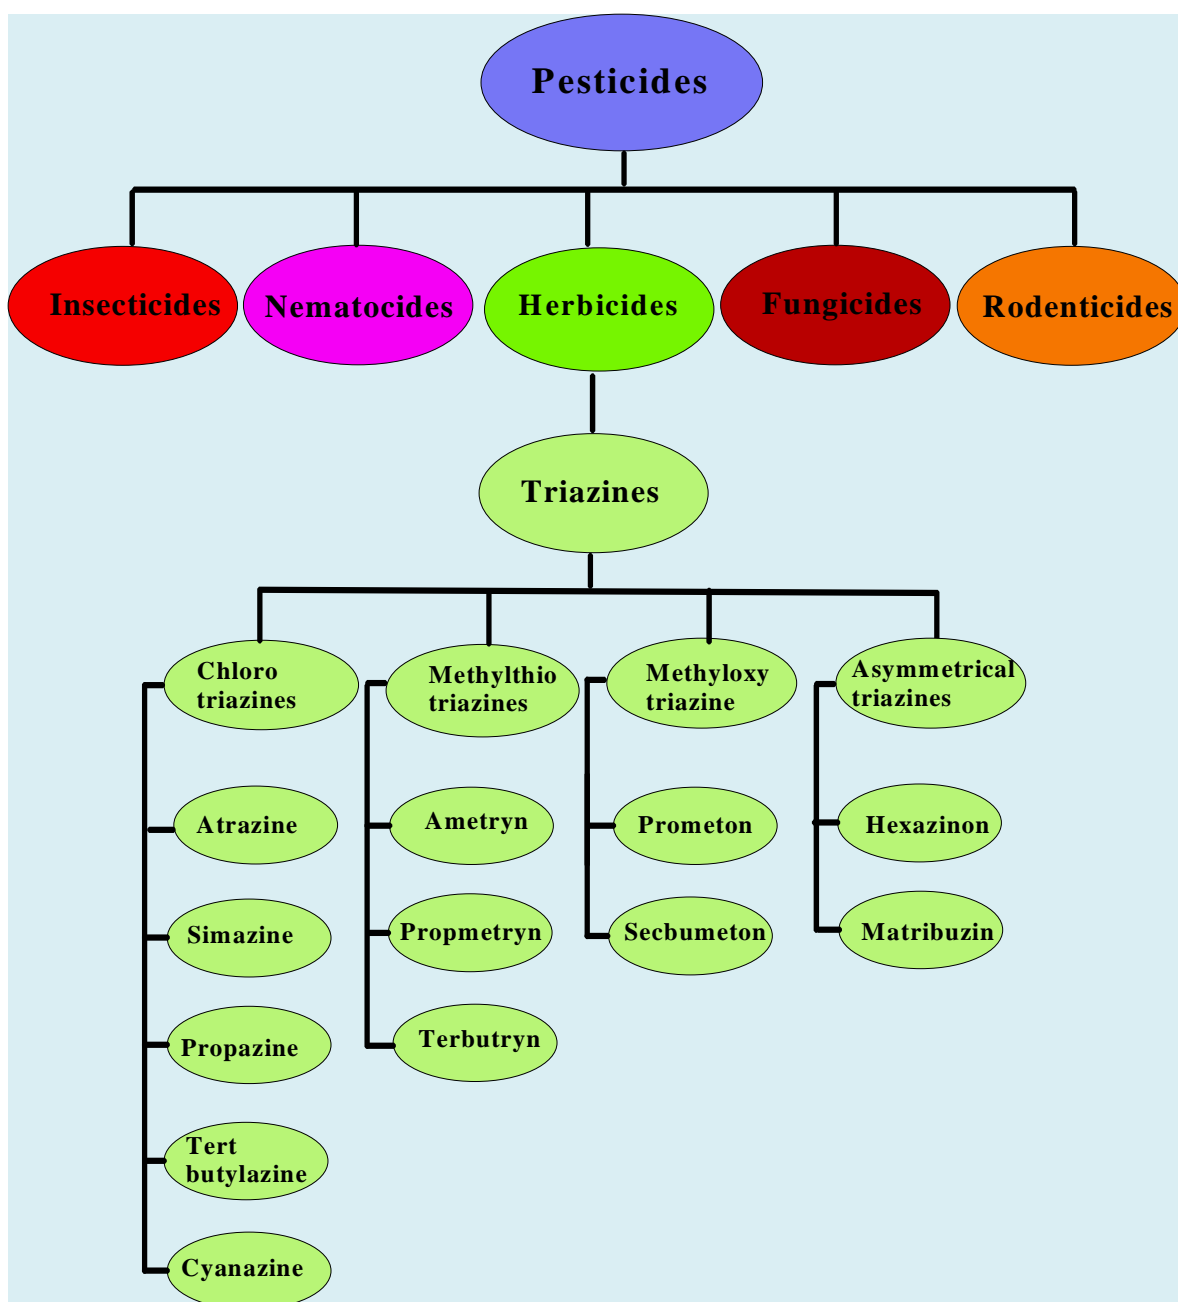 Pesticides
Insecticides
Nematocides
Herbicides
Fungicides
Rodenticides
Triazines
Chloro
triazines
Methylthio
triazines
Methyloxy
triazine
Asymmetrical
triazines
Atrazine
Ametryn
Prometon
Hexazinon
Simazine
Propmetryn
Secbumeton
Matribuzin
Propazine
Terbutryn
Tert
butylazine
Cyanazine